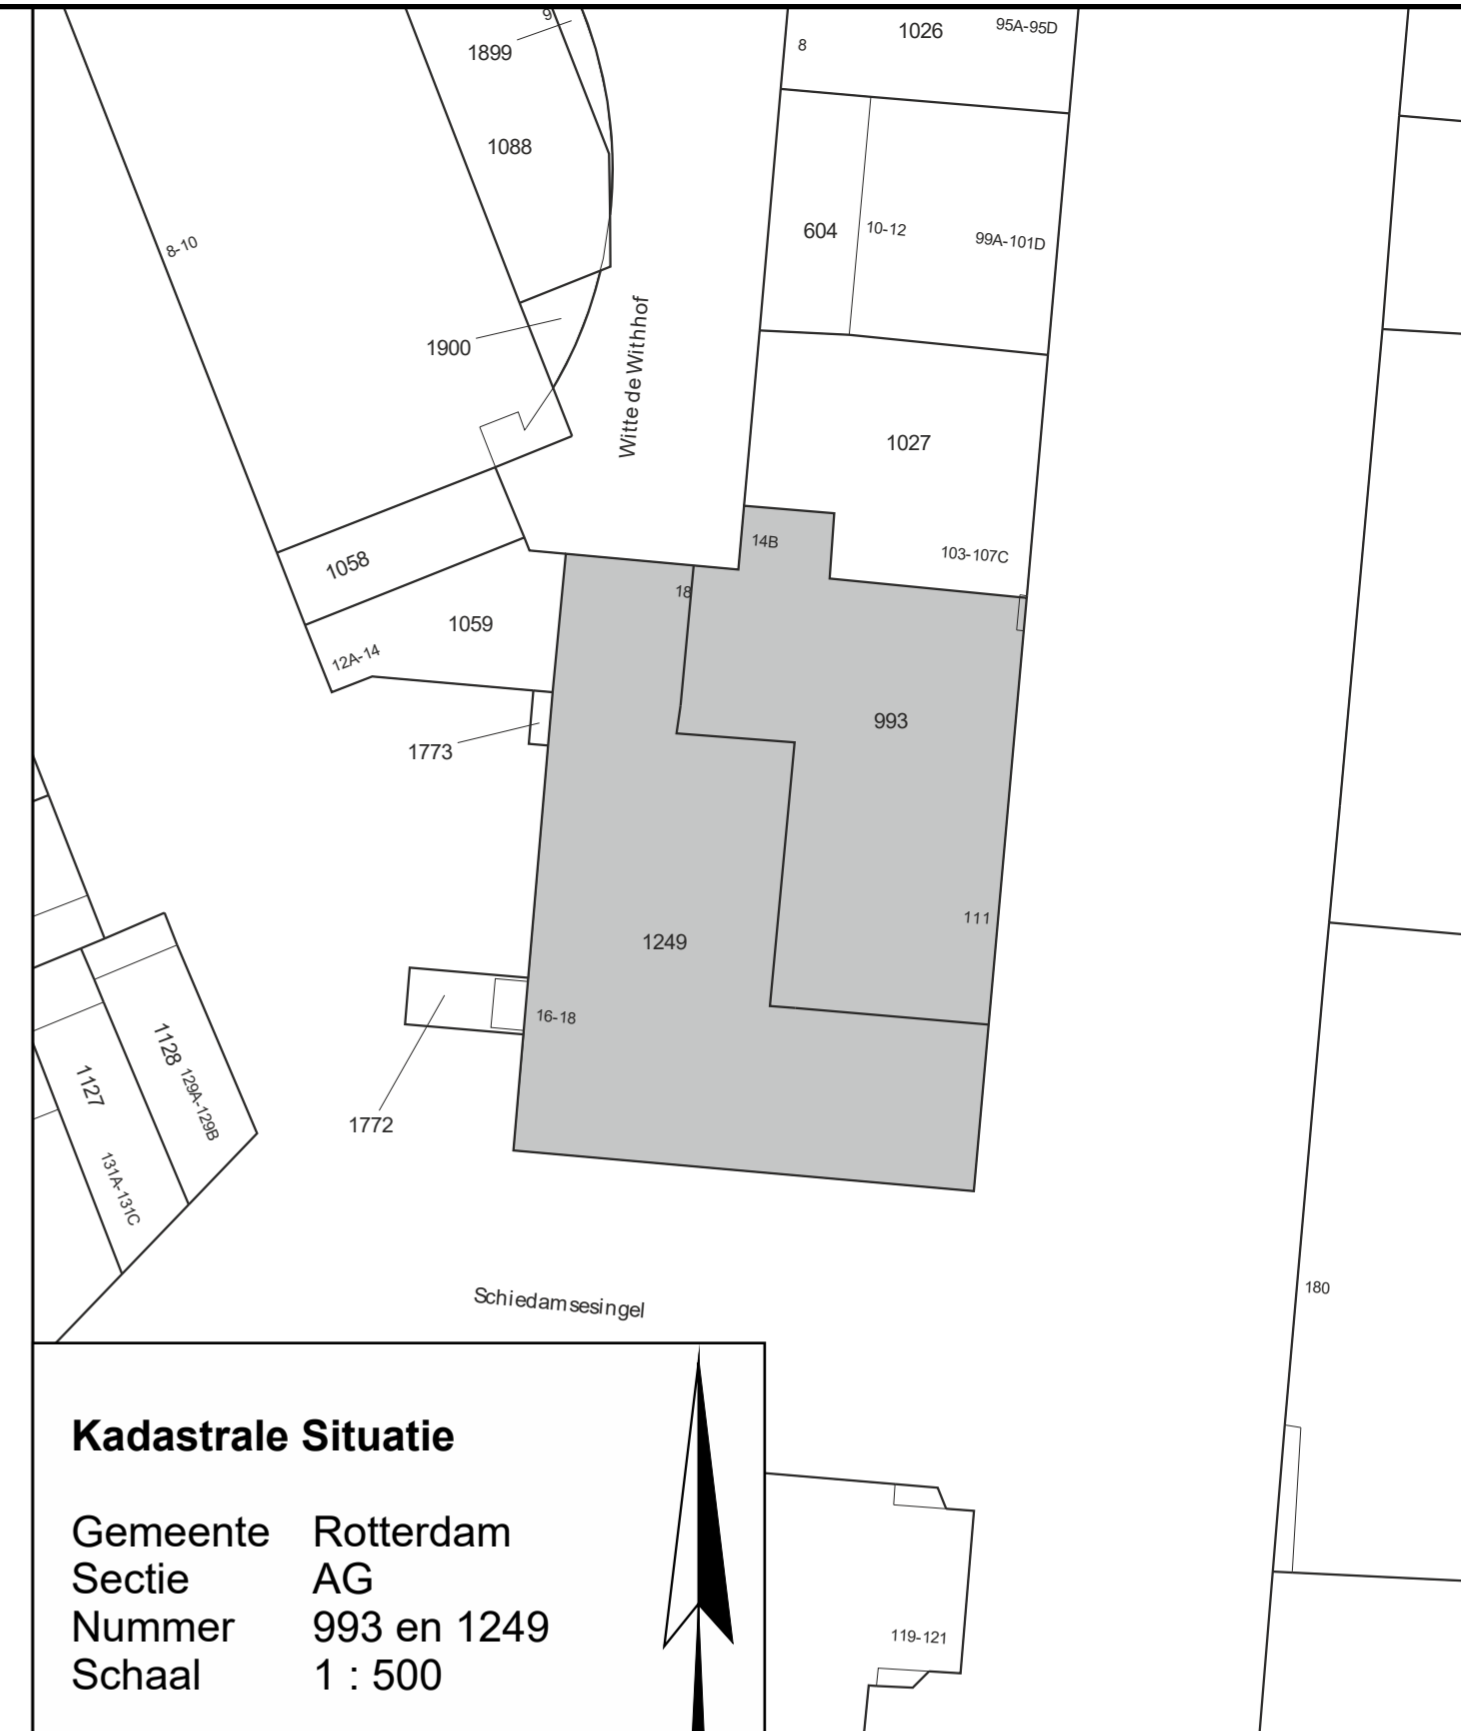 9
1899
1026
95A-95D
8
1088
604
10-12
99A-101D
8-10
1900
Witte de Withhof
1027
14B
103-107C
1058
18
1059
12A-14
993
1773
111
1249
16-18
1128
129A-129B
1127
1772
131A-131C
180
Schiedamsesingel
Kadastrale Situatie
Gemeente Rotterdam
Sectie AG
Nummer 993 en 1249
Schaal 1 : 500
119-121